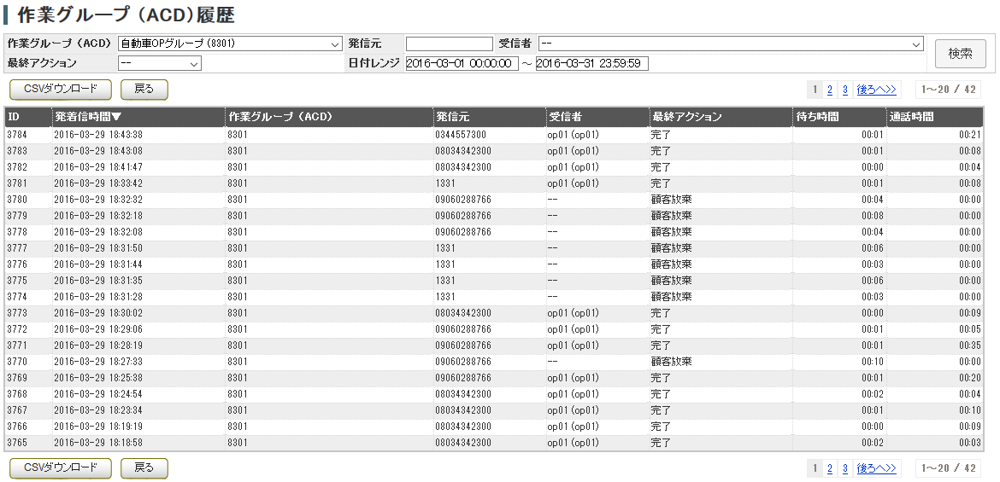 作業グループ（ACD）履歴
作業グループ（ACD） 自動車OPグループ (8301) 発信元 受信者 --
最終アクション -- 日付レンジ 2016-03-01 00:00:00 ～ 2016-03-31 23:59:59 検索
CSVダウンロード 戻る 1 2 3 後ろへ>> 1～20 / 42
ID 発着信時間▼ 作業グループ（ACD） 発信元 受信者 最終アクション 待ち時間 通話時間
3784 2016-03-29 18:43:38 8301 0344557300 op01 (op01) 完了 00:01 00:21
3783 2016-03-29 18:43:08 8301 08034342300 op01 (op01) 完了 00:01 00:08
3782 2016-03-29 18:41:47 8301 08034342300 op01 (op01) 完了 00:00 00:04
3781 2016-03-29 18:33:42 8301 1331 op01 (op01) 完了 00:01 00:08
3780 2016-03-29 18:32:32 8301 09060288766 -- 顧客放棄 00:04 00:00
3779 2016-03-29 18:32:18 8301 09060288766 -- 顧客放棄 00:08 00:00
3778 2016-03-29 18:32:08 8301 09060288766 -- 顧客放棄 00:04 00:00
3777 2016-03-29 18:31:50 8301 1331 -- 顧客放棄 00:06 00:00
3776 2016-03-29 18:31:44 8301 1331 -- 顧客放棄 00:03 00:00
3775 2016-03-29 18:31:35 8301 1331 -- 顧客放棄 00:06 00:00
3774 2016-03-29 18:31:28 8301 1331 -- 顧客放棄 00:03 00:00
3773 2016-03-29 18:30:02 8301 08034342300 op01 (op01) 完了 00:00 00:09
3772 2016-03-29 18:29:06 8301 09060288766 op01 (op01) 完了 00:01 00:05
3771 2016-03-29 18:28:19 8301 09060288766 op01 (op01) 完了 00:01 00:35
3770 2016-03-29 18:27:33 8301 09060288766 -- 顧客放棄 00:10 00:00
3769 2016-03-29 18:25:38 8301 09060288766 op01 (op01) 完了 00:01 00:20
3768 2016-03-29 18:24:54 8301 08034342300 op01 (op01) 完了 00:02 00:04
3767 2016-03-29 18:23:34 8301 08034342300 op01 (op01) 完了 00:01 00:10
3766 2016-03-29 18:19:19 8301 08034342300 op01 (op01) 完了 00:00 00:09
3765 2016-03-29 18:18:58 8301 08034342300 op01 (op01) 完了 00:02 00:03
CSVダウンロード 戻る 1 2 3 後ろへ>> 1～20 / 42